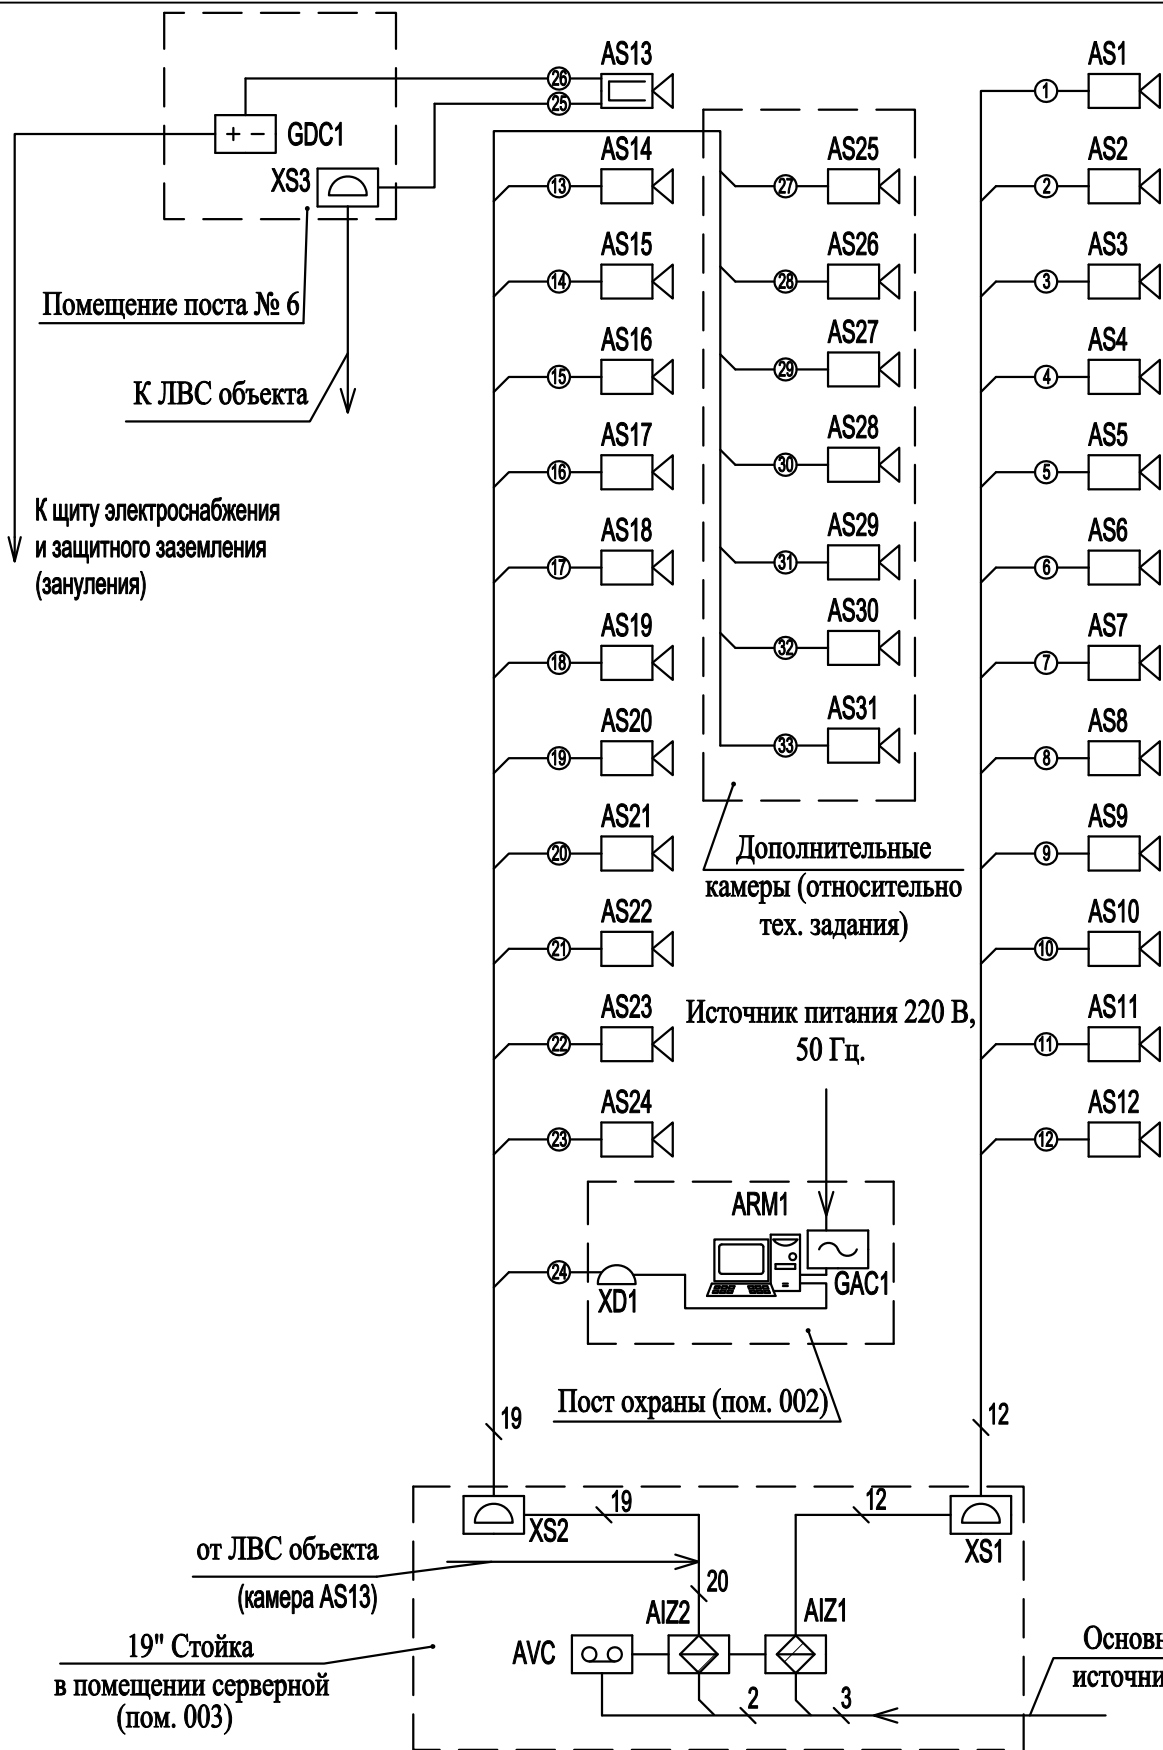 AS13
AS1
26
25
GDC1
+ -
XS3
AS14
AS25
AS2
13
27
2
AS15
AS26
AS3
14
28
3
Помещение поста № 6
AS16
AS27
AS4
15
29
4
К ЛВС объекта
AS17
AS28
AS5
16
30
5
К щиту электроснабжения
и защитного заземления
(зануления)
AS18
AS29
AS6
17
31
6
AS19
AS30
AS7
18
32
7
AS20
AS31
AS8
19
33
8
AS21
AS9
20
9
Дополнительные
камеры (относительно
тех. задания)
AS22
AS10
21
10
AS23
AS11
22
11
Источник питания 220 В,
50 Гц.
AS24
AS12
23
12
ARM1
24
XD1
GAC1
Пост охраны (пом. 002)
19
12
19
12
XS2
XS1
от ЛВС объекта
(камера AS13)
20
AIZ2
AIZ1
AVC
19" Стойка
в помещении серверной
(пом. 003)
2
3
Основн
источни